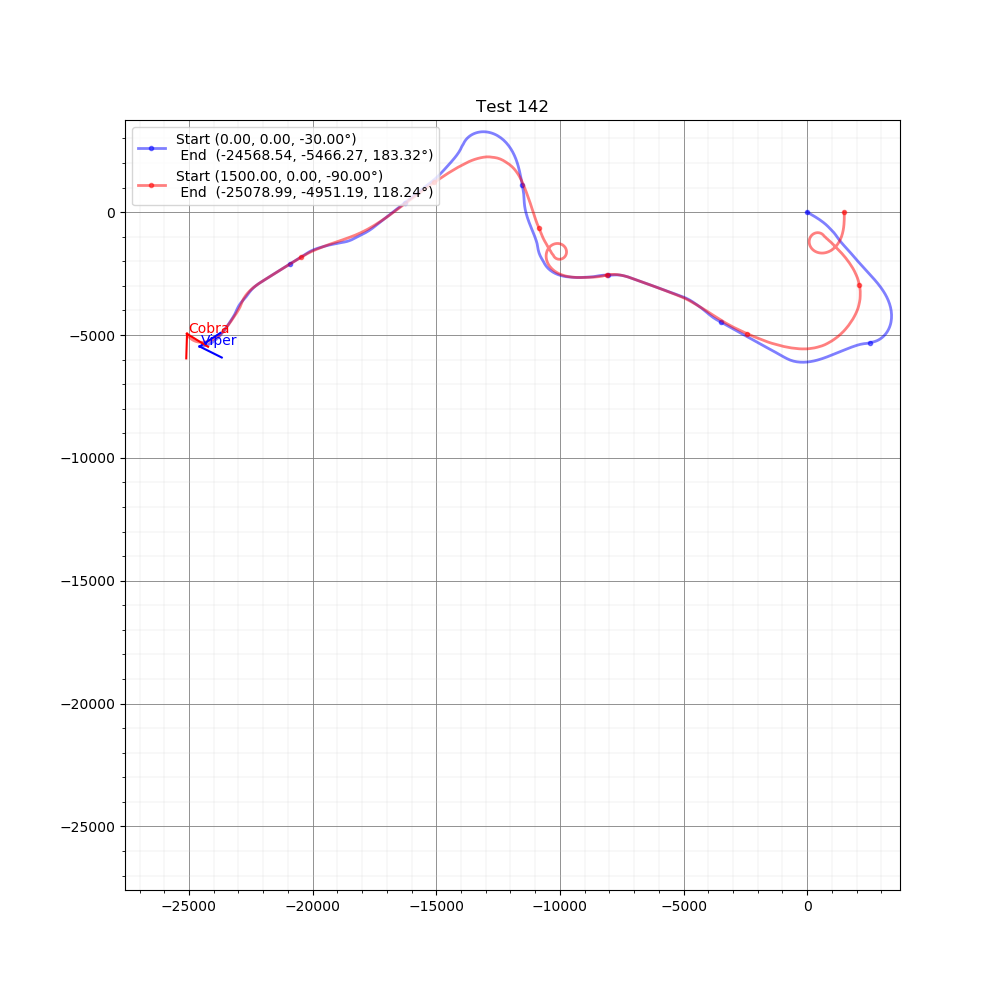 Test 142
Start (0.00, 0.00, -30.00°)
End (-24568.54, -5466.27, 183.32°)
Start (1500.00, 0.00, -90.00°)
End (-25078.99, -4951.19, 118.24°)
0
−5000
−10000
−15000
−20000
−25000
Cobra
Viper
−25000 −20000 −15000 −10000 −5000 0